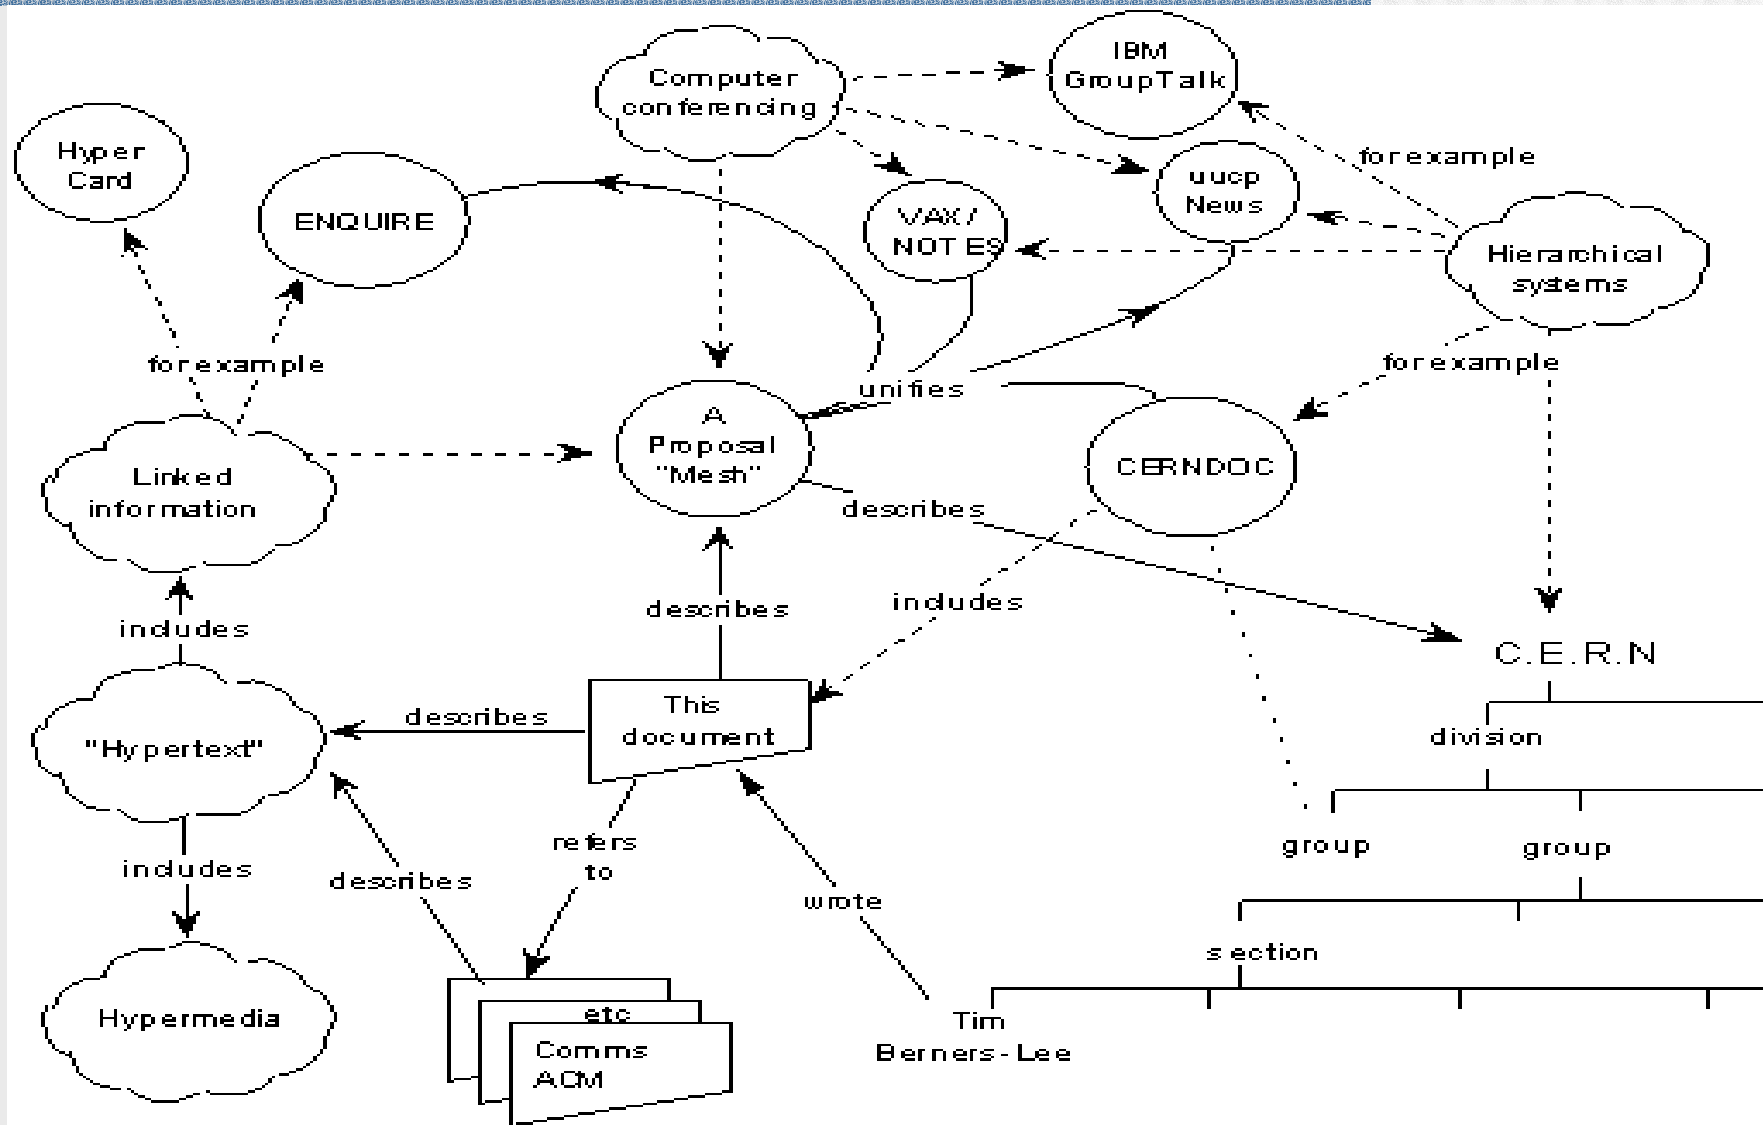 Computer
conferencing
IBM
GroupTalk
Hyper
Card
ENQUIRE
VAX/
NOTES
uucp
News
for example
Hierarchical
systems
for example
unifies
for example
A
Proposal
"Mesh"
CERNDOC
Linked
information
describes
includes
describes
includes
C.E.R.N
This
document
describes
"Hypertext"
division
refers
to
group
group
includes
describes
wrote
section
Hypermedia
etc
Tim
Berners-Lee
Comms
ACM